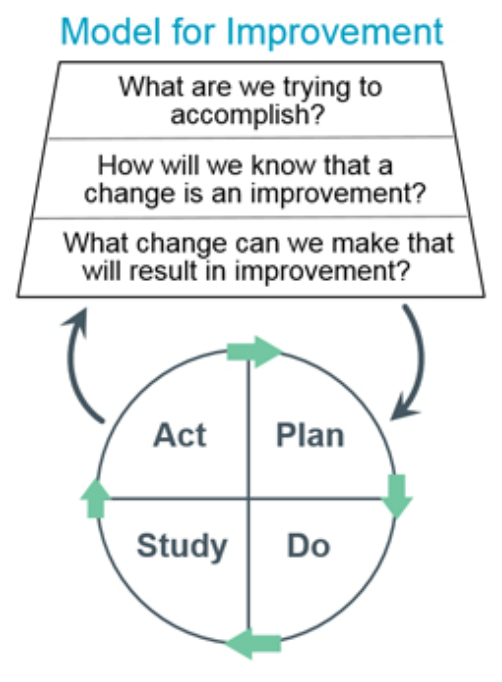 Model for Improvement
What are we trying to
accomplish?
How will we know that a
change is an improvement?
What change can we make that
will result in improvement?
Act
Plan
Study
Do